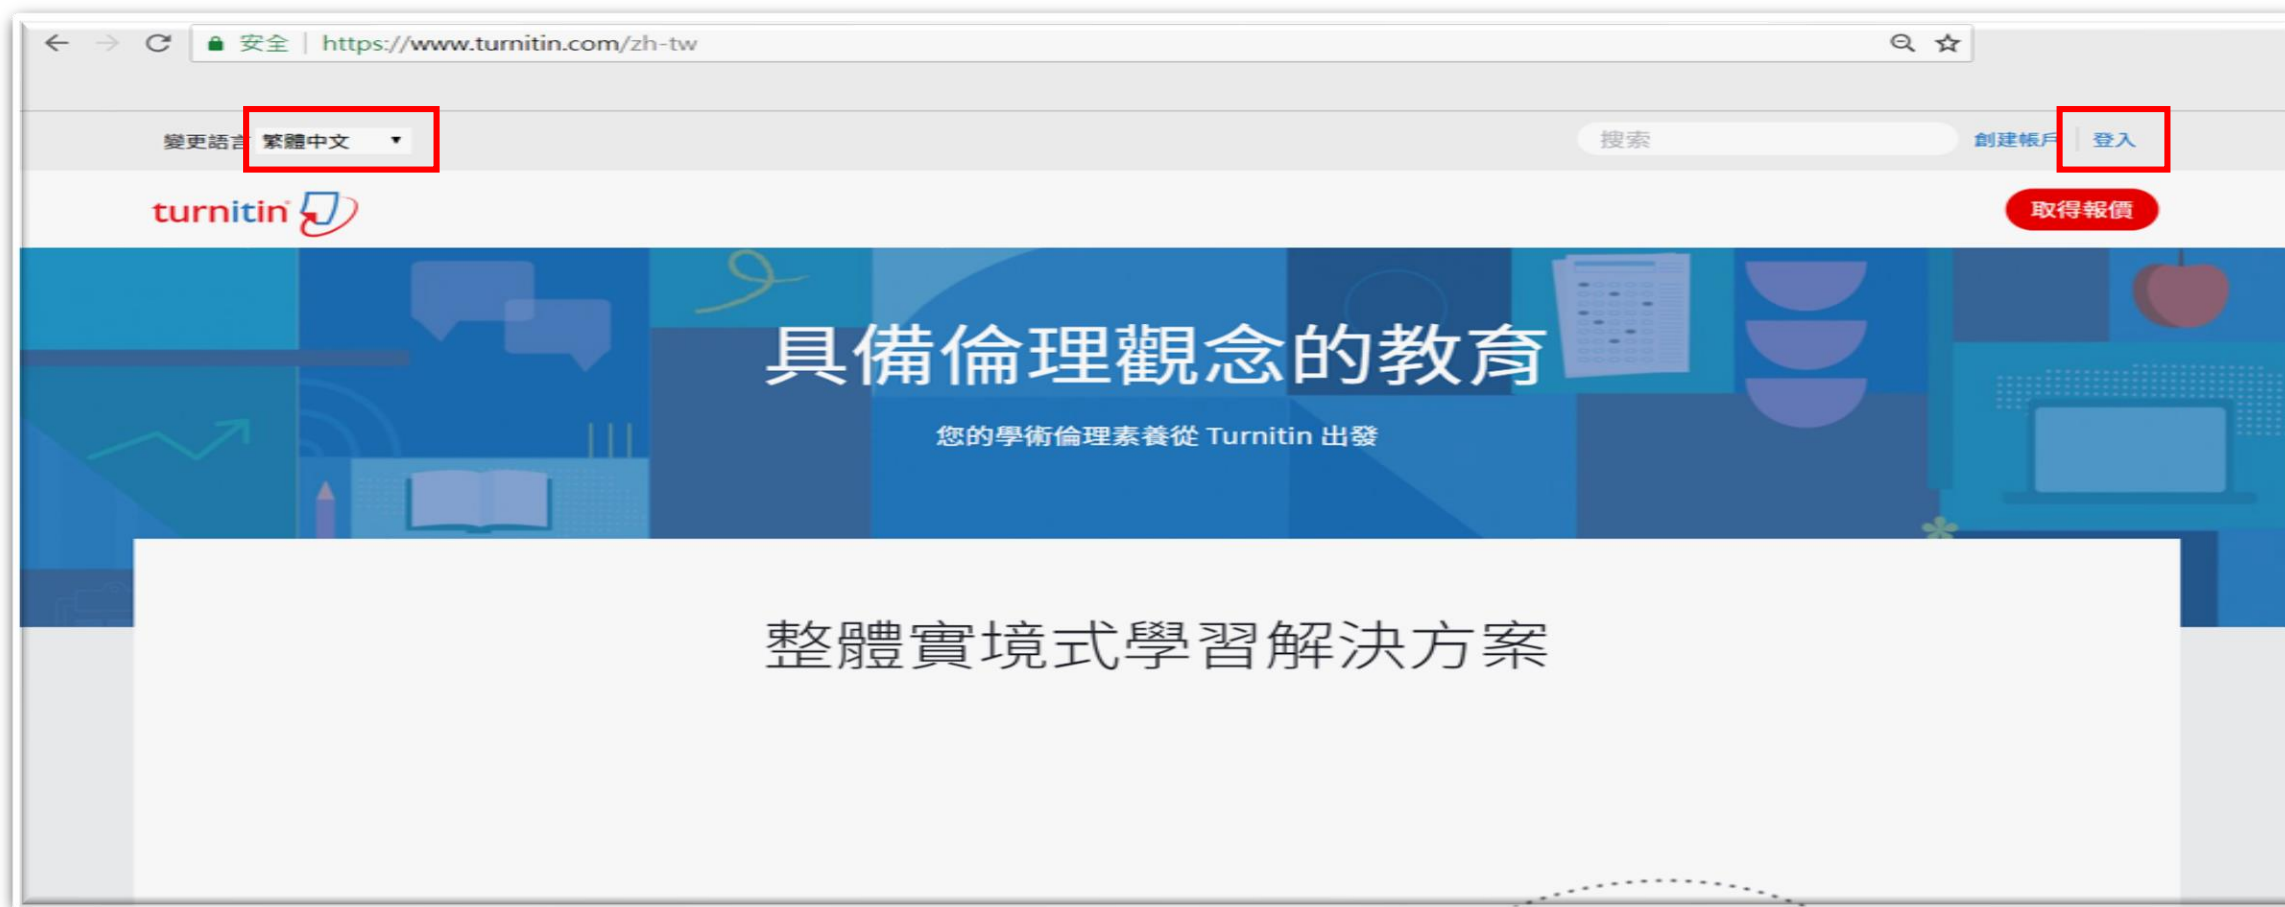 安全 | https://www.turnitin.com/zh-tw
變更語言 繁體中文 搜索 創建帳戶 登入
turnitin 取得報價
具備倫理觀念的教育
您的學術倫理素養從 Turnitin 出發
整體實境式學習解決方案